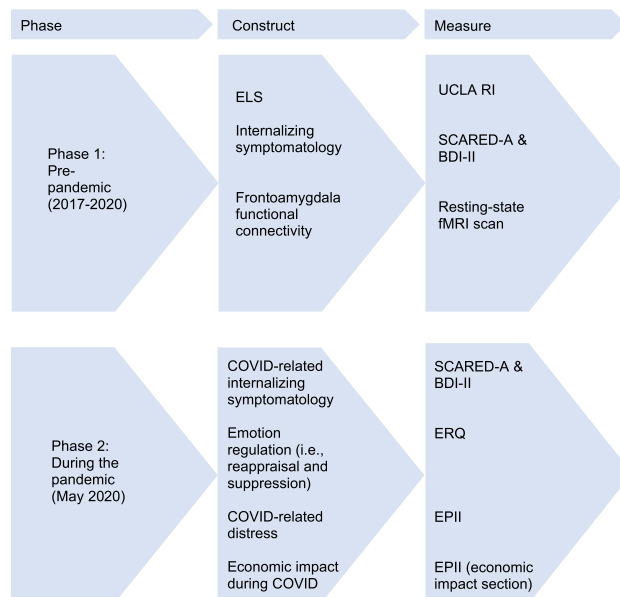 Phase
Construct
Measure
Phase 1:
Pre-
pandemic
(2017-2020)
ELS
Internalizing
symptomatology
Frontoamygdala
functional
connectivity
UCLA RI
SCARED-A &
BDI-II
Resting-state
fMRI scan
Phase 2:
During the
pandemic
(May 2020)
COVID-related
internalizing
symptomatology
Emotion
regulation (i.e.,
reappraisal and
suppression)
COVID-related
distress
Economic impact
during COVID
SCARED-A &
BDI-II
ERQ
EPII
EPII (economic
impact section)